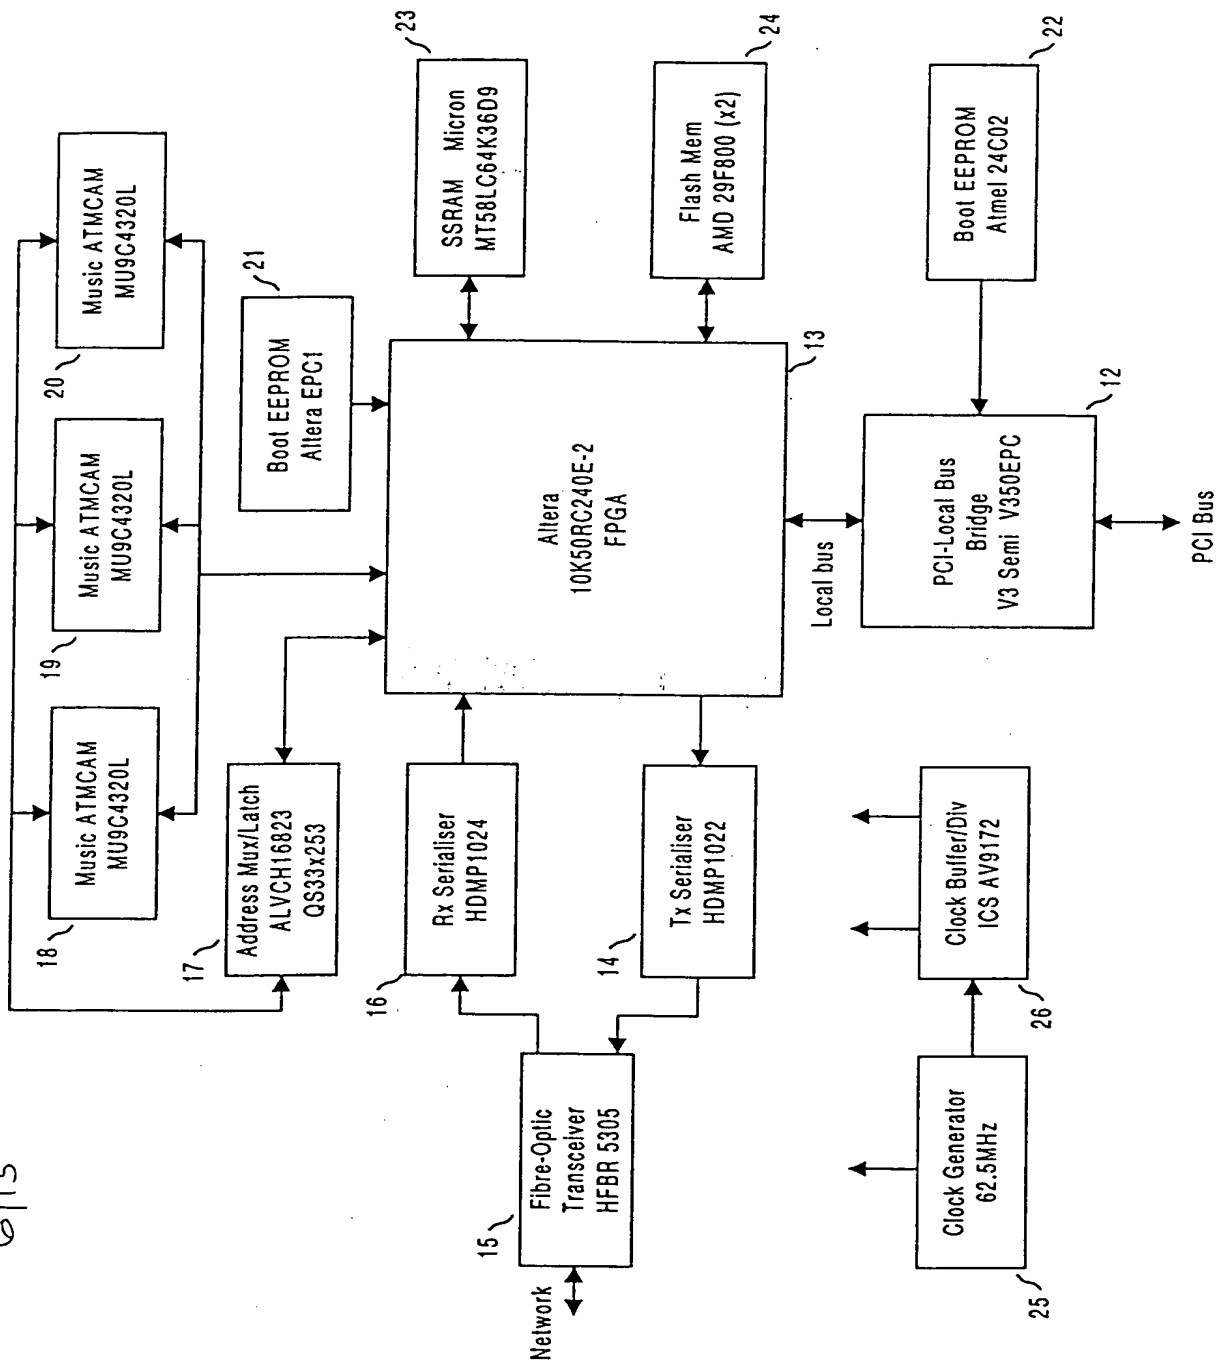 6/15
18
Music ATMCAM
MU9C4320L
19
Music ATMCAM
MU9C4320L
20
Music ATMCAM
MU9C4320L
17
Address Mux/Latch
ALVCH16823
QS33x253
21
Boot EEPROM
Altera EPC1
16
Rx Serialiser
HDMP1024
23
SSRAM Micron
MT58LC64K36D9
Network
15
Fibre-Optic
Transceiver
HFBR 5305
Altera
10K50RC240E-2
FPGA
13
14
Tx Serialiser
HDMP1022
24
Flash Mem
AMD 29F800 (x2)
Local bus
25
Clock Generator
62.5MHz
26
Clock Buffer/Div
ICS AV9172
12
PCI-Local Bus
Bridge
V3 Semi V350EPC
22
Boot EEPROM
Atmel 24C02
PCI Bus